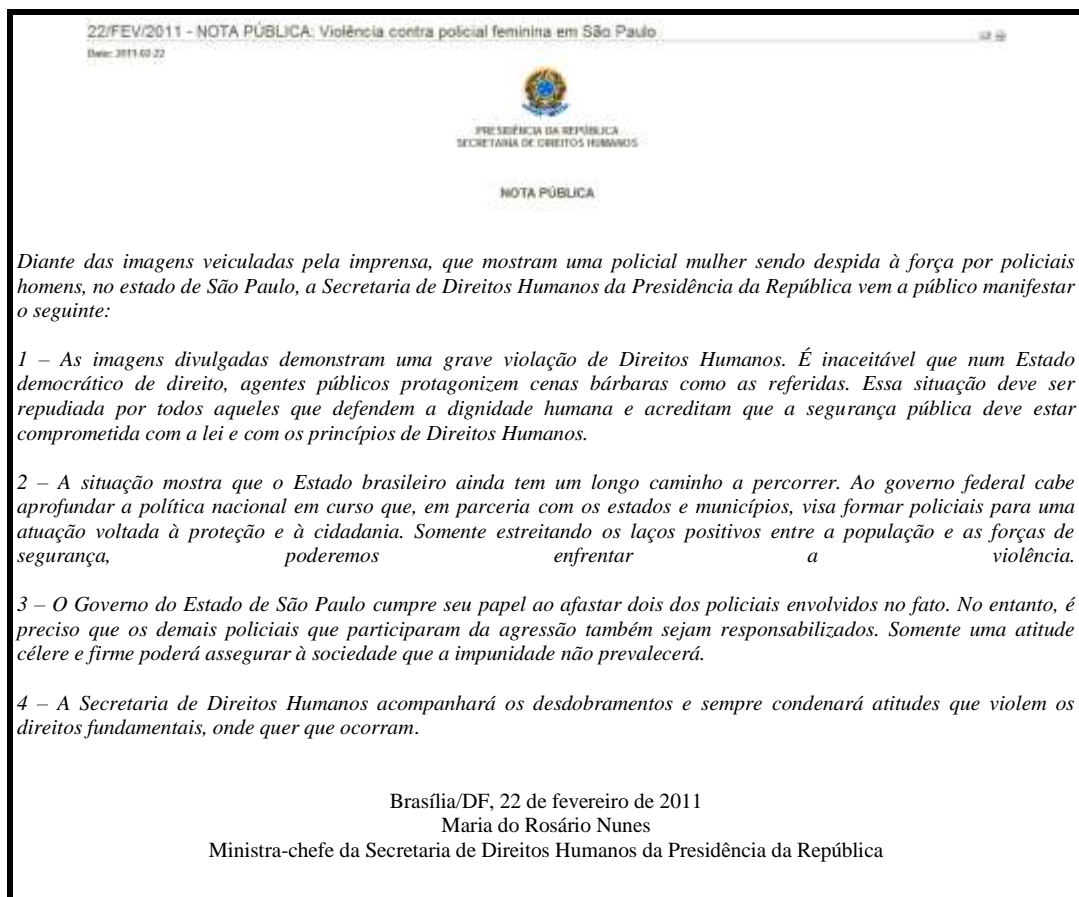 22/FEV/2011 - NOTA PÚBLICA: Violência contra policial feminina em São Paulo
Date: 2011-02-22
PRESIDÊNCIA DA REPÚBLICA
SECRETARIA DE DIREITOS HUMANOS
NOTA PÚBLICA
Diante das imagens veiculadas pela imprensa, que mostram uma policial mulher sendo despida à força por policiais
homens, no estado de São Paulo, a Secretaria de Direitos Humanos da Presidência da República vem a público manifestar
o seguinte:
1 – As imagens divulgadas demonstram uma grave violação de Direitos Humanos. É inaceitável que num Estado
democrático de direito, agentes públicos protagonizem cenas bárbaras como as referidas. Essa situação deve ser
repudiada por todos aqueles que defendem a dignidade humana e acreditam que a segurança pública deve estar
comprometida com a lei e com os princípios de Direitos Humanos.
2 – A situação mostra que o Estado brasileiro ainda tem um longo caminho a percorrer. Ao governo federal cabe
aprofundar a política nacional em curso que, em parceria com os estados e municípios, visa formar policiais para uma
atuação voltada à proteção e à cidadania. Somente estreitando os laços positivos entre a população e as forças de
segurança, poderemos enfrentar a violência.
3 – O Governo do Estado de São Paulo cumpre seu papel ao afastar dois dos policiais envolvidos no fato. No entanto, é
preciso que os demais policiais que participaram da agressão também sejam responsabilizados. Somente uma atitude
célere e firme poderá assegurar à sociedade que a impunidade não prevalecerá.
4 – A Secretaria de Direitos Humanos acompanhará os desdobramentos e sempre condenará atitudes que violem os
direitos fundamentais, onde quer que ocorram.
Brasília/DF, 22 de fevereiro de 2011
Maria do Rosário Nunes
Ministra-chefe da Secretaria de Direitos Humanos da Presidência da República